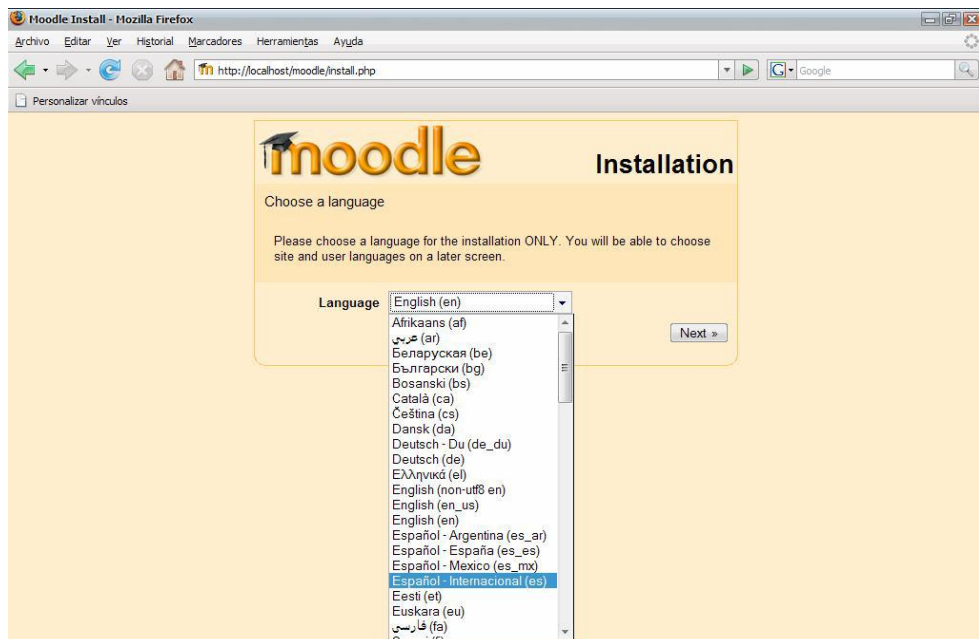 Moodle Install - Mozilla Firefox
Archivo Editar Ver Historial Marcadores Herramientas Ayuda
http://localhost/moodle/install.php
G Google
Personalizar vínculos
moodle
Installation
Choose a language
Please choose a language for the installation ONLY. You will be able to choose
site and user languages on a later screen.
Language English (en)
Next »
Afrikaans (af)
عربي (ar)
Беларуская (be)
Български (bg)
Bosanski (bs)
Català (ca)
Čeština (cs)
Dansk (da)
Deutsch - Du (de_du)
Deutsch (de)
Ελληνικά (el)
English (non-utf8 en)
English (en_us)
English (en)
Español - Argentina (es_ar)
Español - España (es_es)
Español - Mexico (es_mx)
Español - Internacional (es)
Eesti (et)
Euskara (eu)
فارسی (fa)